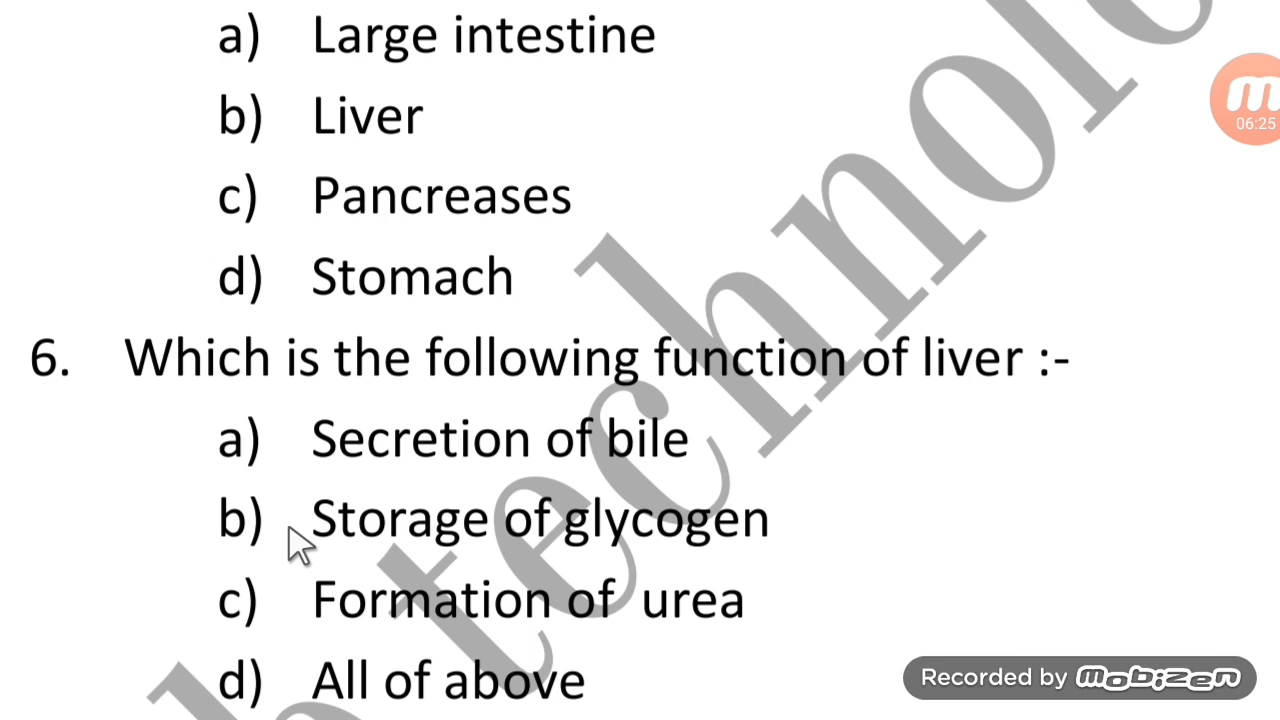 a) Large intestine
b) Liver
c) Pancreases
d) Stomach
6. Which is the following function of liver :-
a) Secretion of bile
b) Storage of glycogen
c) Formation of urea
d) All of above
06:25
Recorded by mobizen